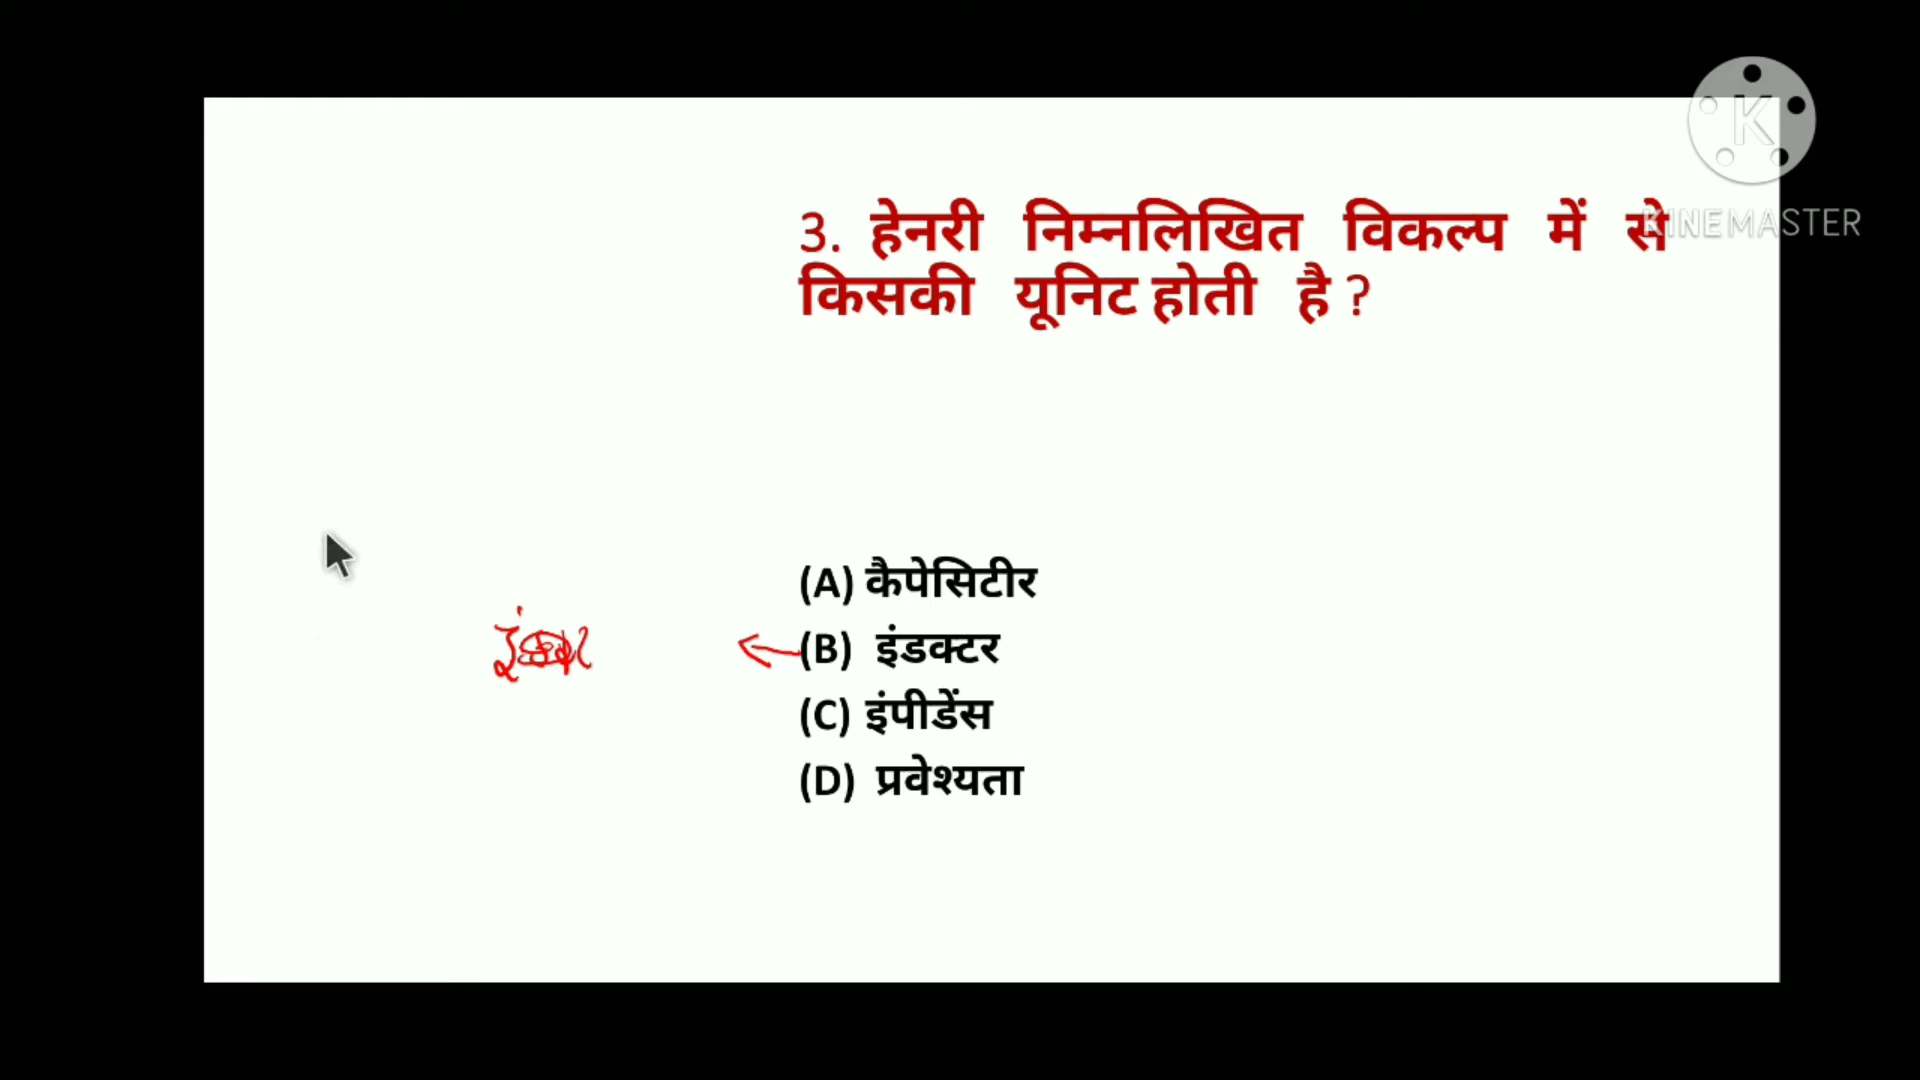 KINEMASTER
3. हेनरी निम्नलिखित विकल्प में से
किसकी यूनिट होती है ?
(A) कैपेसिटीर
(B) इंडक्टर
(C) इंपीडेंस
(D) प्रवेश्यता